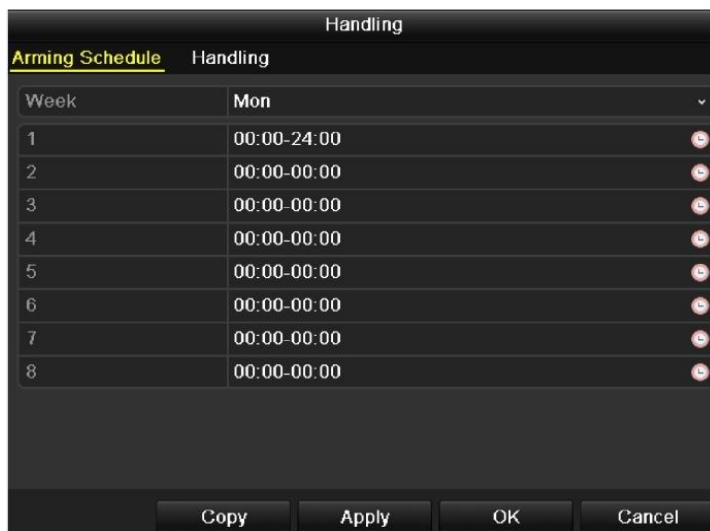 Handling
Arming Schedule Handling
Week Mon
1 00:00-24:00
2 00:00-00:00
3 00:00-00:00
4 00:00-00:00
5 00:00-00:00
6 00:00-00:00
7 00:00-00:00
8 00:00-00:00
Copy Apply OK Cancel